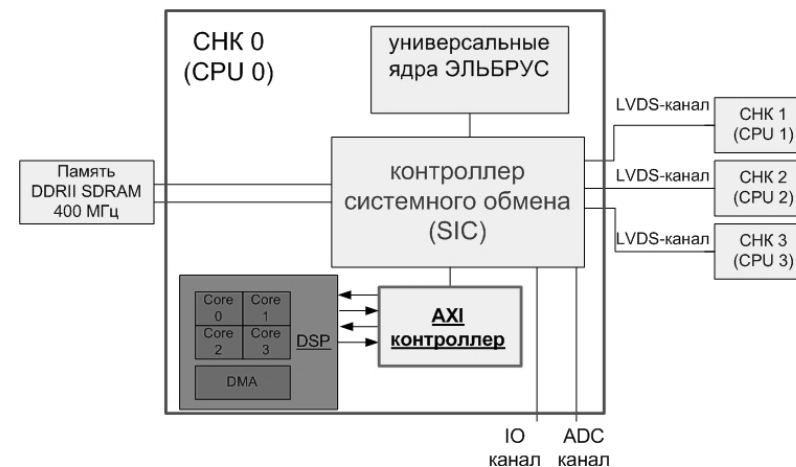 СНК 0
(CPU 0)
универсальные
ядра ЭЛЬБРУС
LVDS-канал
СНК 1
(CPU 1)
Память
DDRII SDRAM
400 МГц
контроллер
системного обмена
(SIC)
LVDS-канал
СНК 2
(CPU 2)
LVDS-канал
СНК 3
(CPU 3)
Core
0
Core
1
Core
2
Core
3
DSP
DMA
AXI
контроллер
IO
канал
ADC
канал